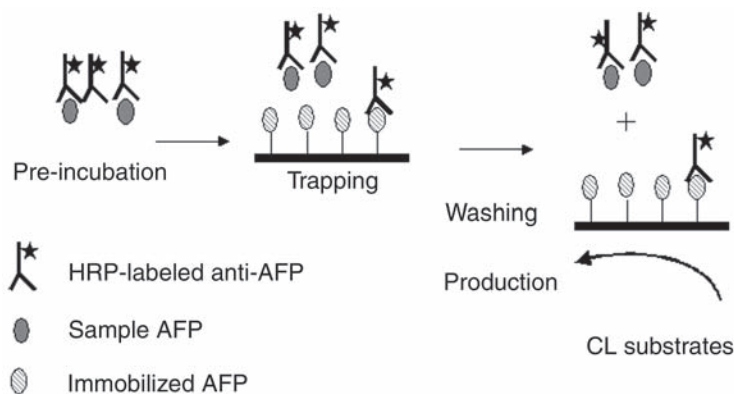 Pre-incubation
Trapping
+
Washing
Production
CL substrates
HRP-labeled anti-AFP
Sample AFP
Immobilized AFP